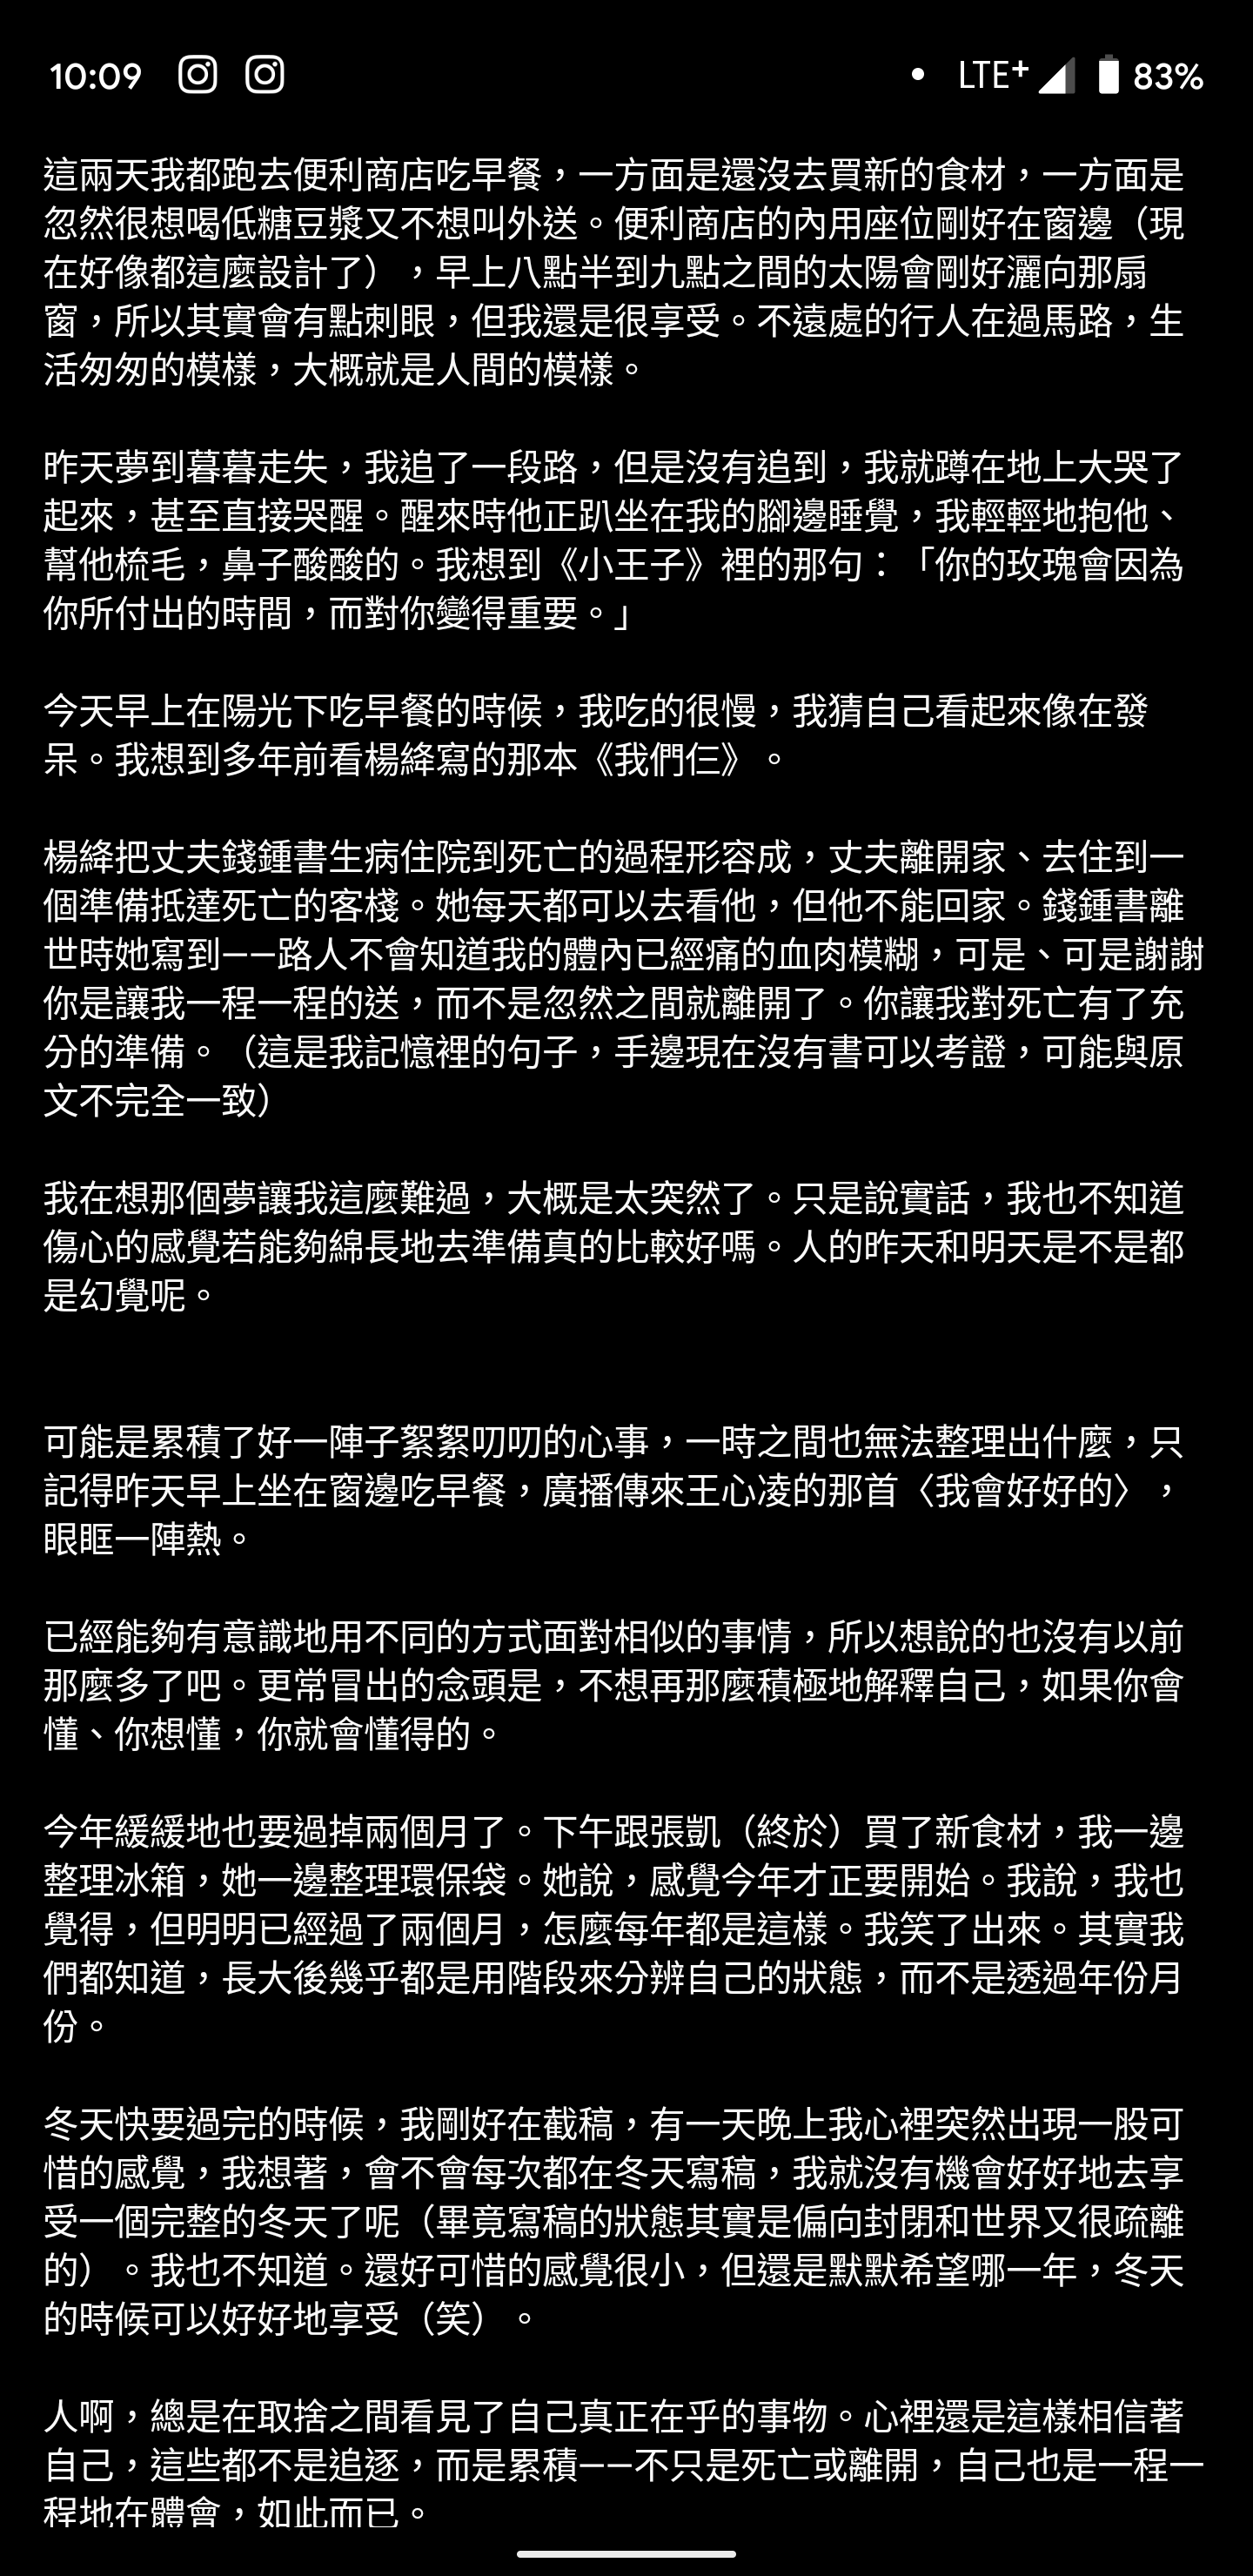 10:09 LTE+ 83%
這兩天我都跑去便利商店吃早餐，一方面是還沒去買新的食材，一方面是
忽然很想喝低糖豆漿又不想叫外送。便利商店的內用座位剛好在窗邊（現
在好像都這麼設計了），早上八點半到九點之間的太陽會剛好灑向那扇
窗，所以其實會有點刺眼，但我還是很享受。不遠處的行人在過馬路，生
活匆匆的模樣，大概就是人間的模樣。
昨天夢到暮暮走失，我追了一段路，但是沒有追到，我就蹲在地上大哭了
起來，甚至直接哭醒。醒來時他正趴坐在我的腳邊睡覺，我輕輕地抱他、
幫他梳毛，鼻子酸酸的。我想到《小王子》裡的那句：「你的玫瑰會因為
你所付出的時間，而對你變得重要。」
今天早上在陽光下吃早餐的時候，我吃的很慢，我猜自己看起來像在發
呆。我想到多年前看楊絳寫的那本《我們仨》。
楊絳把丈夫錢鍾書生病住院到死亡的過程形容成，丈夫離開家、去住到一
個準備抵達死亡的客棧。她每天都可以去看他，但他不能回家。錢鍾書離
世時她寫到——路人不會知道我的體內已經痛的血肉模糊，可是、可是謝謝
你是讓我一程一程的送，而不是忽然之間就離開了。你讓我對死亡有了充
分的準備。（這是我記憶裡的句子，手邊現在沒有書可以考證，可能與原
文不完全一致）
我在想那個夢讓我這麼難過，大概是太突然了。只是說實話，我也不知道
傷心的感覺若能夠綿長地去準備真的比較好嗎。人的昨天和明天是不是都
是幻覺呢。
可能是累積了好一陣子絮絮叨叨的心事，一時之間也無法整理出什麼，只
記得昨天早上坐在窗邊吃早餐，廣播傳來王心凌的那首〈我會好好的〉，
眼眶一陣熱。
已經能夠有意識地用不同的方式面對相似的事情，所以想說的也沒有以前
那麼多了吧。更常冒出的念頭是，不想再那麼積極地解釋自己，如果你會
懂、你想懂，你就會懂得的。
今年緩緩地也要過掉兩個月了。下午跟張凱（終於）買了新食材，我一邊
整理冰箱，她一邊整理環保袋。她說，感覺今年才正要開始。我說，我也
覺得，但明明已經過了兩個月，怎麼每年都是這樣。我笑了出來。其實我
們都知道，長大後幾乎都是用階段來分辨自己的狀態，而不是透過年份月
份。
冬天快要過完的時候，我剛好在截稿，有一天晚上我心裡突然出現一股可
惜的感覺，我想著，會不會每次都在冬天寫稿，我就沒有機會好好地去享
受一個完整的冬天了呢（畢竟寫稿的狀態其實是偏向封閉和世界又很疏離
的）。我也不知道。還好可惜的感覺很小，但還是默默希望哪一年，冬天
的時候可以好好地享受（笑）。
人啊，總是在取捨之間看見了自己真正在乎的事物。心裡還是這樣相信著
自己，這些都不是追逐，而是累積——不只是死亡或離開，自己也是一程一
程地在體會，如此而已。